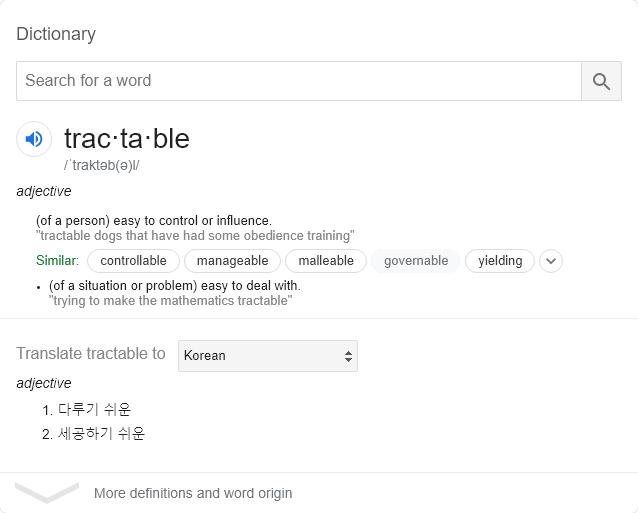 Dictionary
Search for a word
trac·ta·ble
/ˈtraktəb(ə)l/
adjective
(of a person) easy to control or influence.
"tractable dogs that have had some obedience training"
Similar: controllable manageable malleable governable yielding
• (of a situation or problem) easy to deal with.
"trying to make the mathematics tractable"
Translate tractable to Korean
adjective
1. 다루기 쉬운
2. 세공하기 쉬운
More definitions and word origin